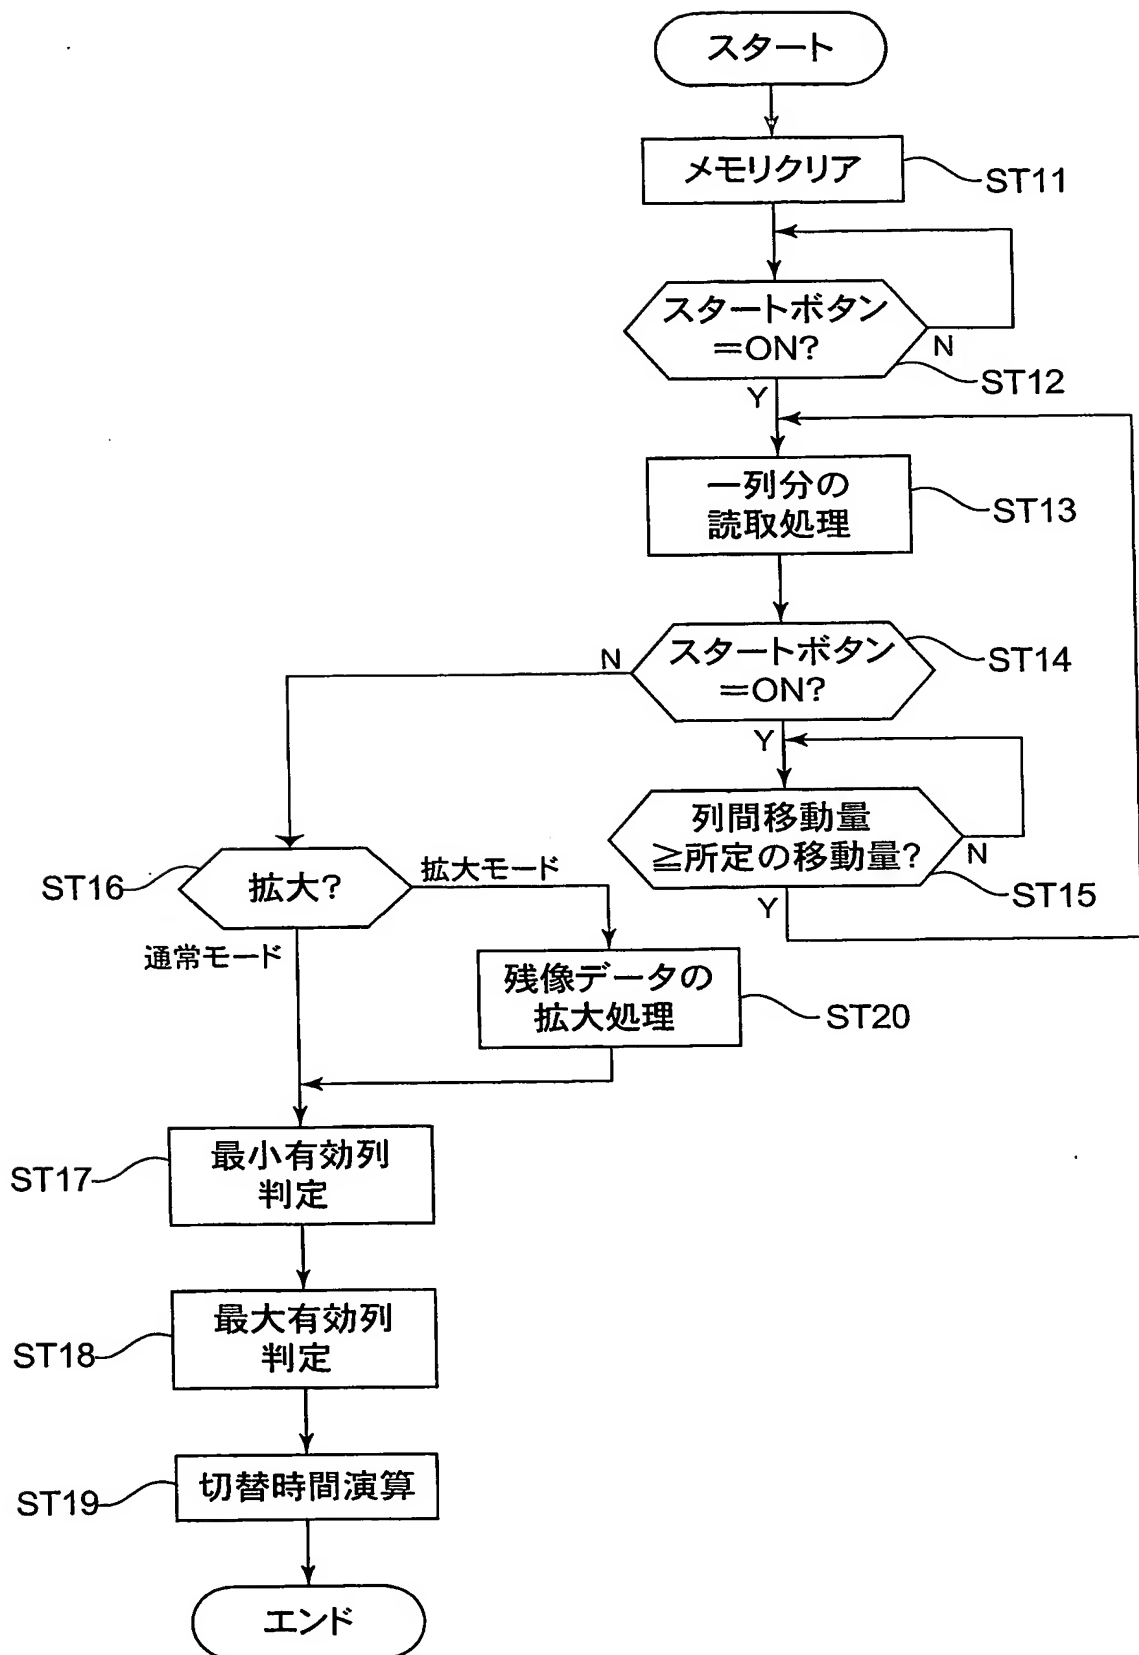 スタート
メモリクリア
ST11
スタートボタン
=ON?
N
ST12
Y
一列分の
読取処理
ST13
スタートボタン
=ON?
N
ST14
Y
列間移動量
≧所定の移動量?
N
ST15
Y
拡大?
ST16
拡大モード
通常モード
残像データの
拡大処理
ST20
最小有効列
判定
ST17
最大有効列
判定
ST18
切替時間演算
ST19
エンド